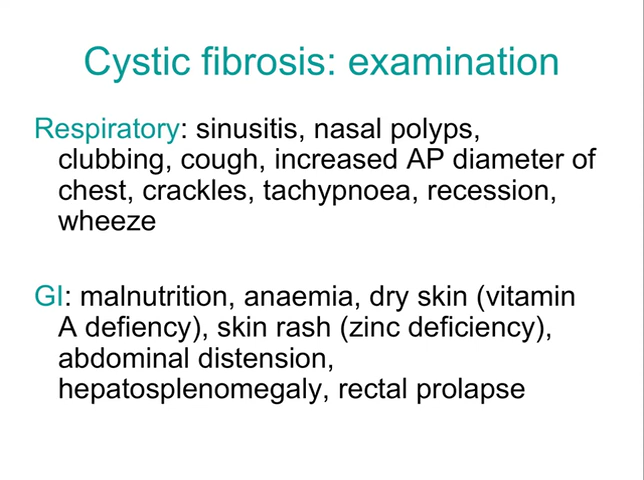 Cystic fibrosis: examination
Respiratory: sinusitis, nasal polyps,
clubbing, cough, increased AP diameter of
chest, crackles, tachypnoea, recession,
wheeze
GI: malnutrition, anaemia, dry skin (vitamin
A defiency), skin rash (zinc deficiency),
abdominal distension,
hepatosplenomegaly, rectal prolapse